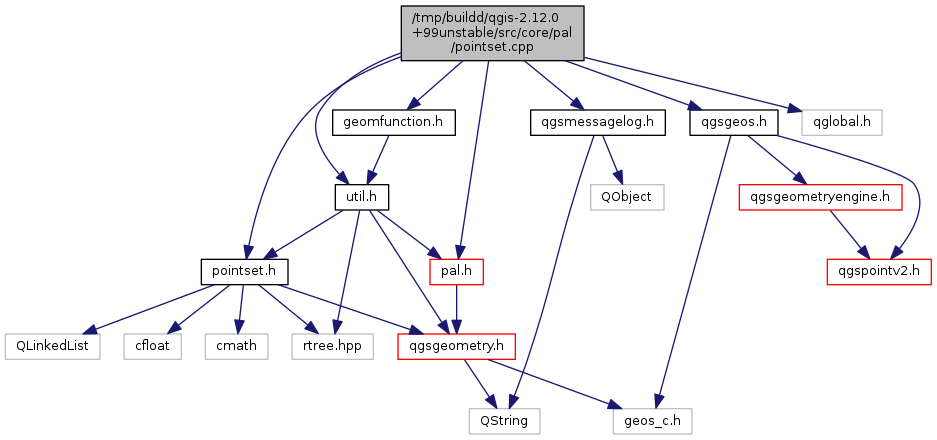 /tmp/buildd/qgis-2.12.0
+99unstable/src/core/pal
/pointset.cpp
geomfunction.h
qgsmessagelog.h
qgsgeos.h
qglobal.h
util.h
QObject
qgsgeometryengine.h
pointset.h
pal.h
qgspointv2.h
QLinkedList
cfloat
cmath
rtree.hpp
qgsgeometry.h
QString
geos_c.h